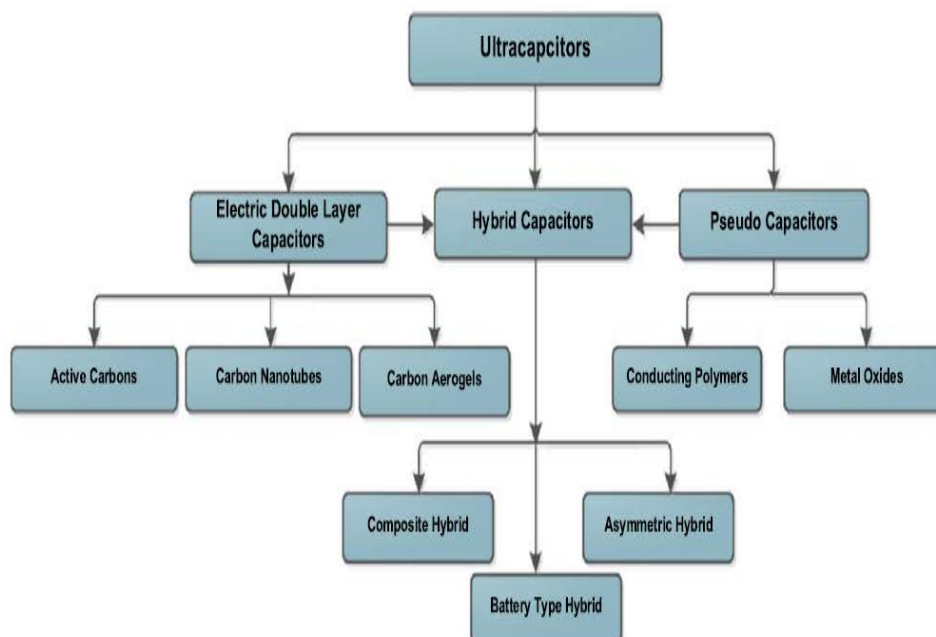 Ultracapcitors
Electric Double Layer
Capacitors
Hybrid Capacitors
Pseudo Capacitors
Active Carbons
Carbon Nanotubes
Carbon Aerogels
Conducting Polymers
Metal Oxides
Composite Hybrid
Asymmetric Hybrid
Battery Type Hybrid